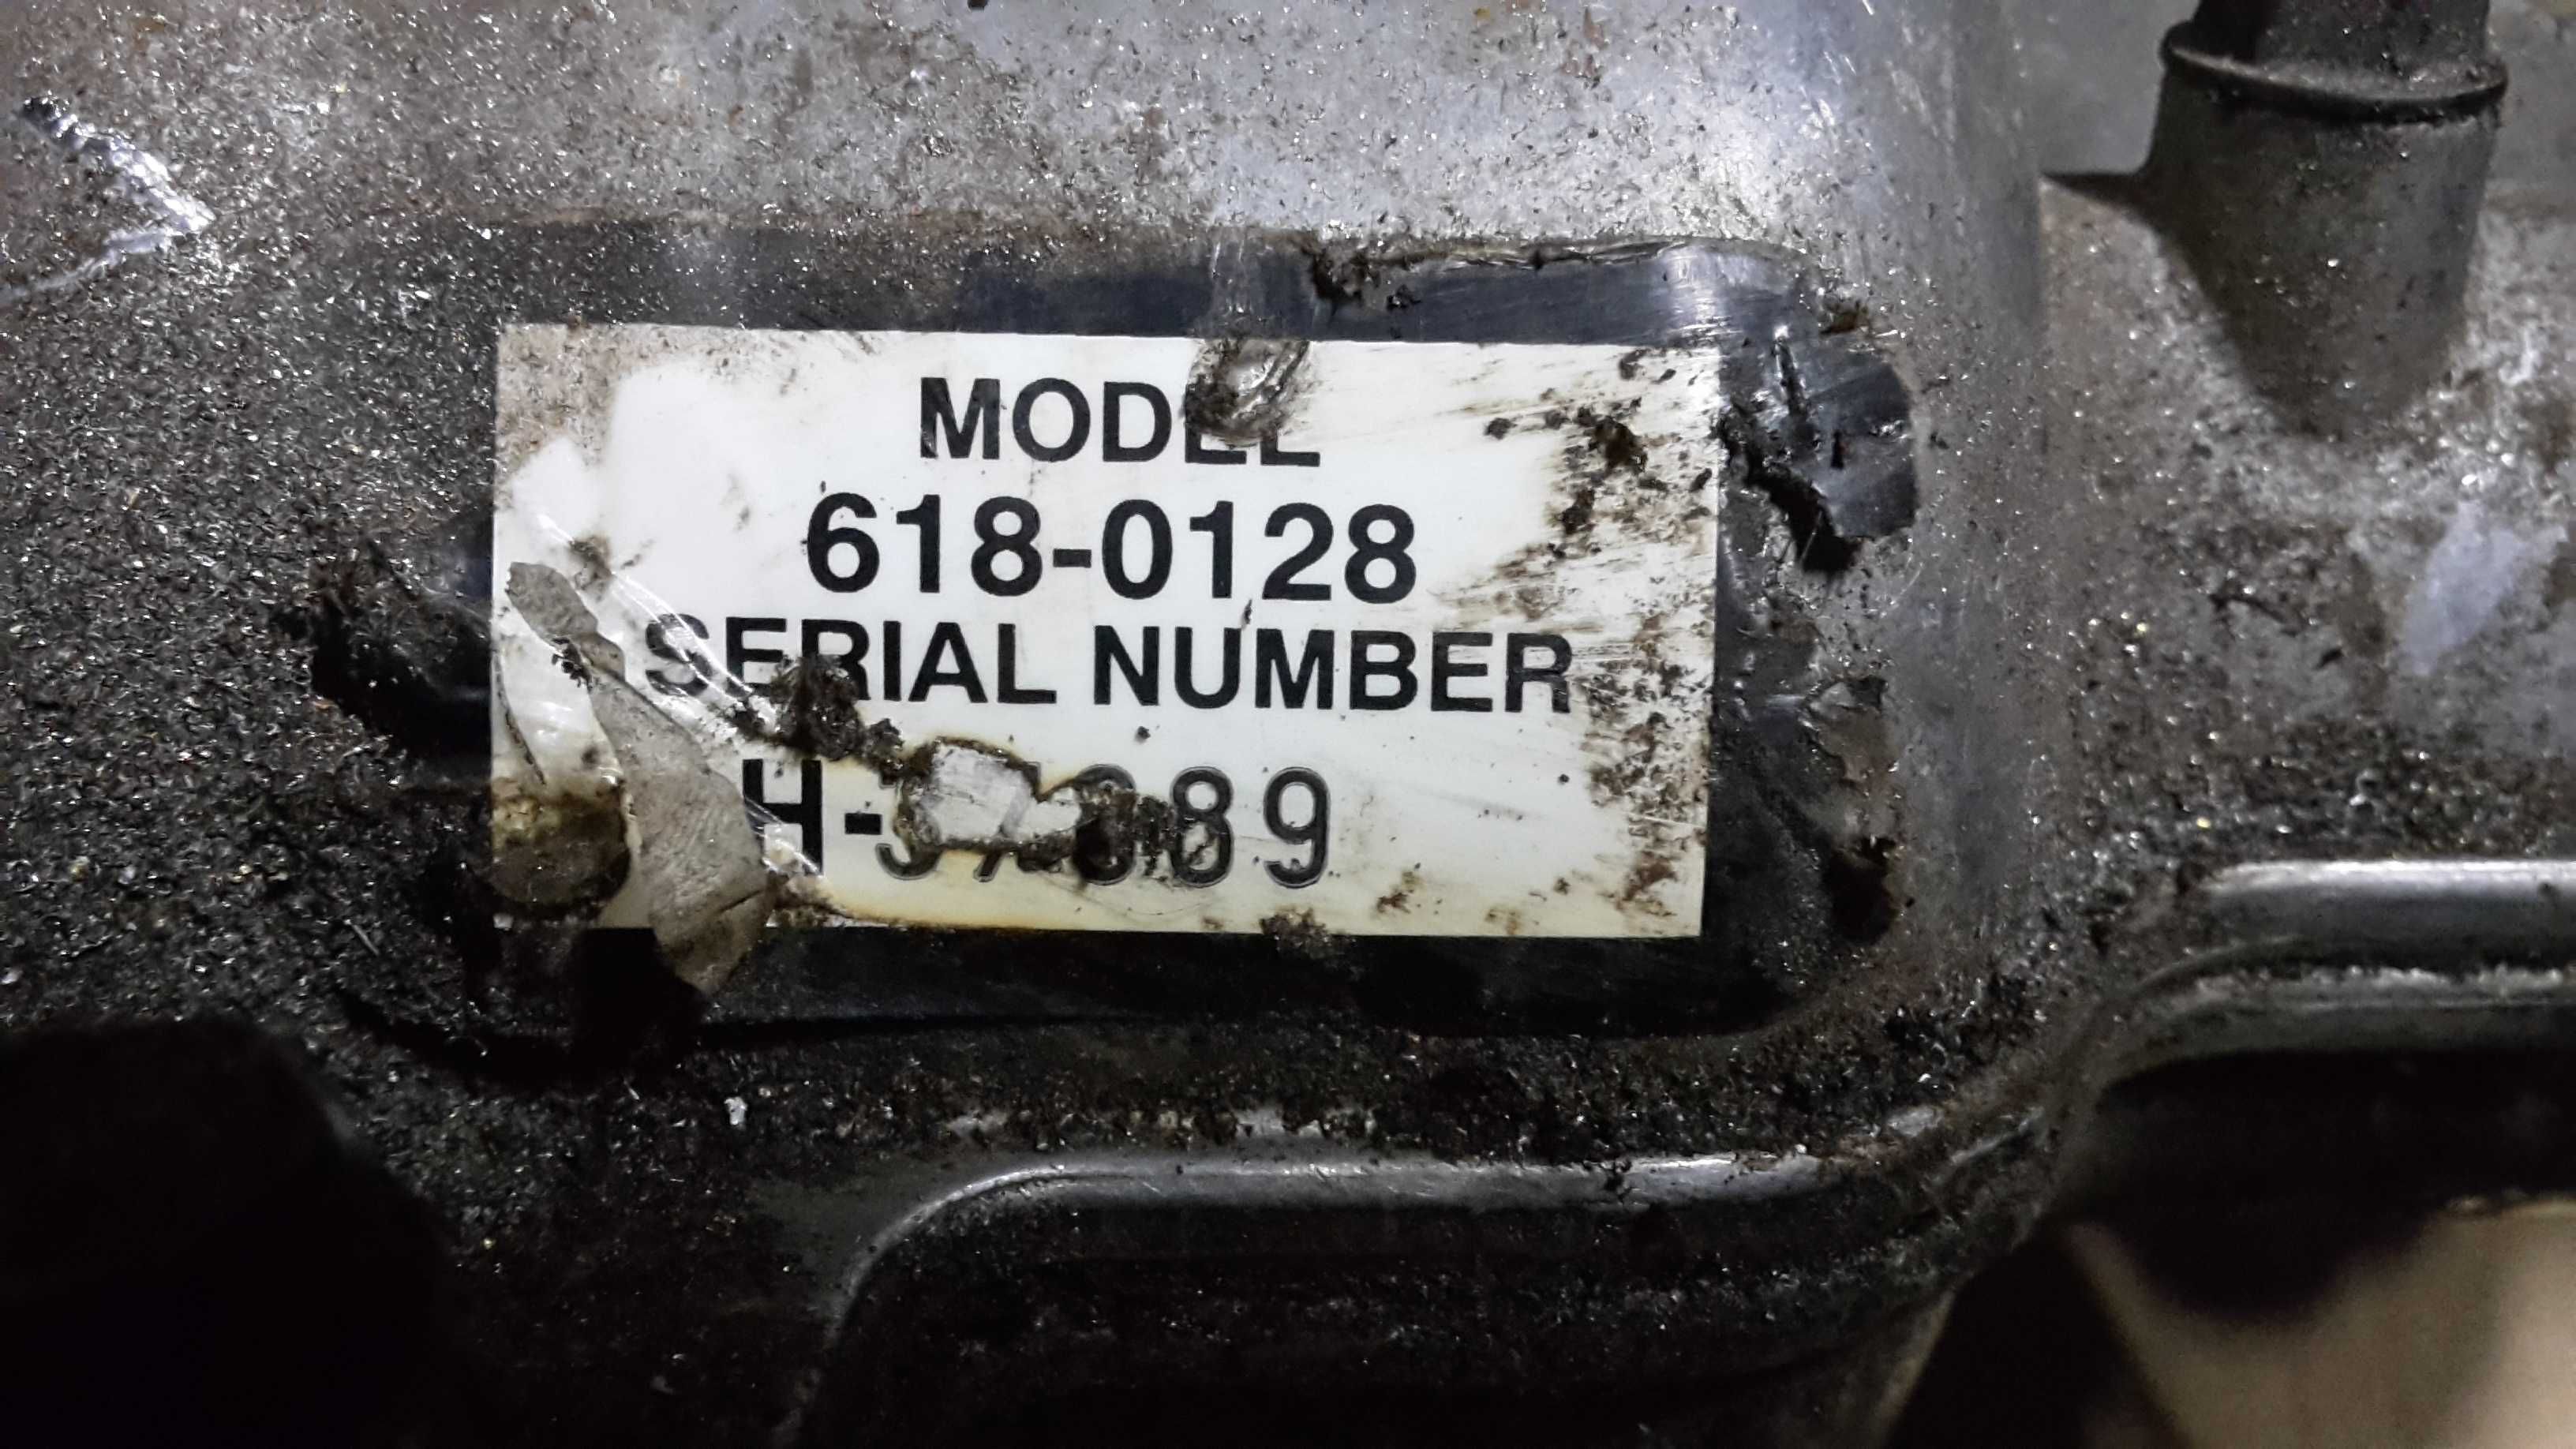 MODEL
618-0128
SERIAL NUMBER